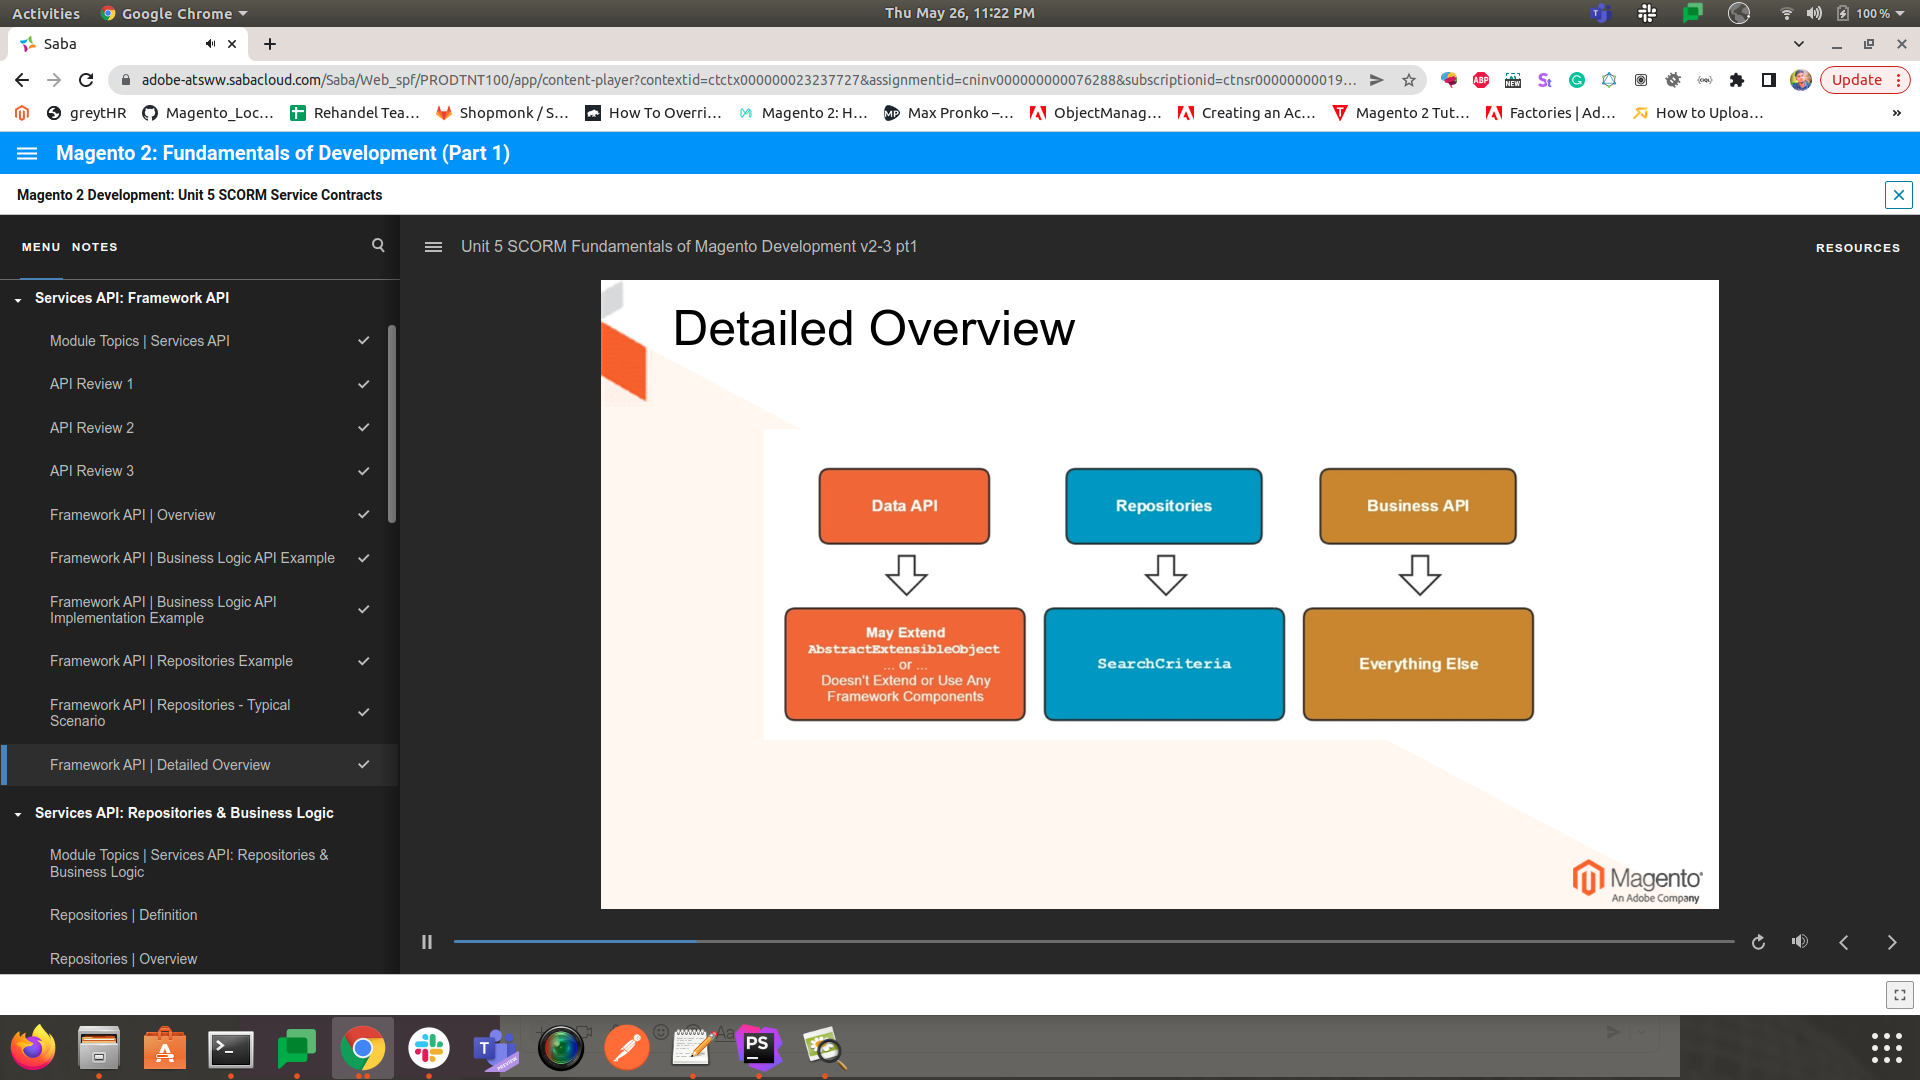 Activities
Google Chrome
Thu May 26, 11:22 PM
100 %
Saba
adobe-atsww.sabacloud.com/Saba/Web_spf/PRODTNT100/app/content-player?contextid=ctctx000000023237727&assignmentid=cninv000000000076288&subscriptionid=ctnsr00000000019...
ABP
NEW
St
Update
greytHR
Magento_Loc...
Rehandel Tea...
Shopmonk / S...
How To Overri...
Magento 2: H...
Max Pronko –...
ObjectManag...
Creating an Ac...
Magento 2 Tut...
Factories | Ad...
How to Uploa...
»
Magento 2: Fundamentals of Development (Part 1)
Magento 2 Development: Unit 5 SCORM Service Contracts
MENU
NOTES
Unit 5 SCORM Fundamentals of Magento Development v2-3 pt1
RESOURCES
Services API: Framework API
Module Topics | Services API
API Review 1
API Review 2
API Review 3
Framework API | Overview
Framework API | Business Logic API Example
Framework API | Business Logic API
Implementation Example
Framework API | Repositories Example
Framework API | Repositories - Typical
Scenario
Framework API | Detailed Overview
Services API: Repositories & Business Logic
Module Topics | Services API: Repositories &
Business Logic
Repositories | Definition
Repositories | Overview
Detailed Overview
Data API
Repositories
Business API
May Extend
AbstractExtensibleObject
... or ...
Doesn't Extend or Use Any
Framework Components
SearchCriteria
Everything Else
Magento
An Adobe Company
PS
Aa